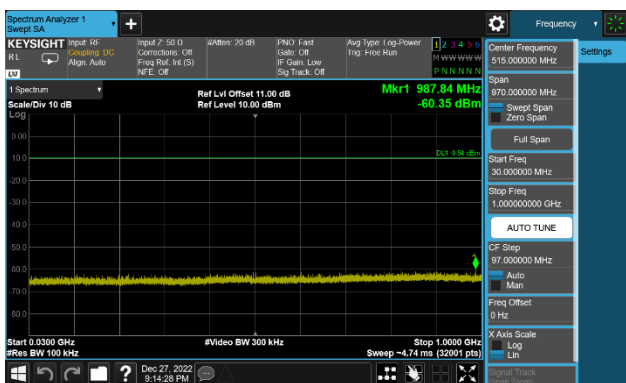 Spectrum Analyzer 1
Swept SA
Frequency
KEYSIGHT
RL
Input: RF
Coupling: DC
Align: Auto
Input Z: 50 Ω
Corrections: Off
Freq Ref: Int (S)
NFE: Off
#Atten: 20 dB
PNO: Fast
Gate: Off
IF Gain: Low
Sig Track: Off
Avg Type: Log-Power
Trig: Free Run
1 2 3 4 5 6
M W W W W W
P N N N N N
1 Spectrum
Scale/Div 10 dB
Log
Ref Lvl Offset 11.00 dB
Ref Level 10.00 dBm
Mkr1 987.84 MHz
-60.35 dBm
DL1 -9.54 dBm
0.00
-10.0
-20.0
-30.0
-40.0
-50.0
-60.0
-70.0
-80.0
1
Start 0.0300 GHz
#Res BW 100 kHz
#Video BW 300 kHz
Stop 1.0000 GHz
Sweep ~4.74 ms (32001 pts)
?
Dec 27, 2022
9:14:28 PM
Center Frequency
515.000000 MHz
Settings
Span
970.000000 MHz
Swept Span
Zero Span
Full Span
Start Freq
30.000000 MHz
Stop Freq
1.000000000 GHz
AUTO TUNE
CF Step
97.000000 MHz
Auto
Man
Freq Offset
0 Hz
X Axis Scale
Log
Lin
Signal Track
(Span Zoom)